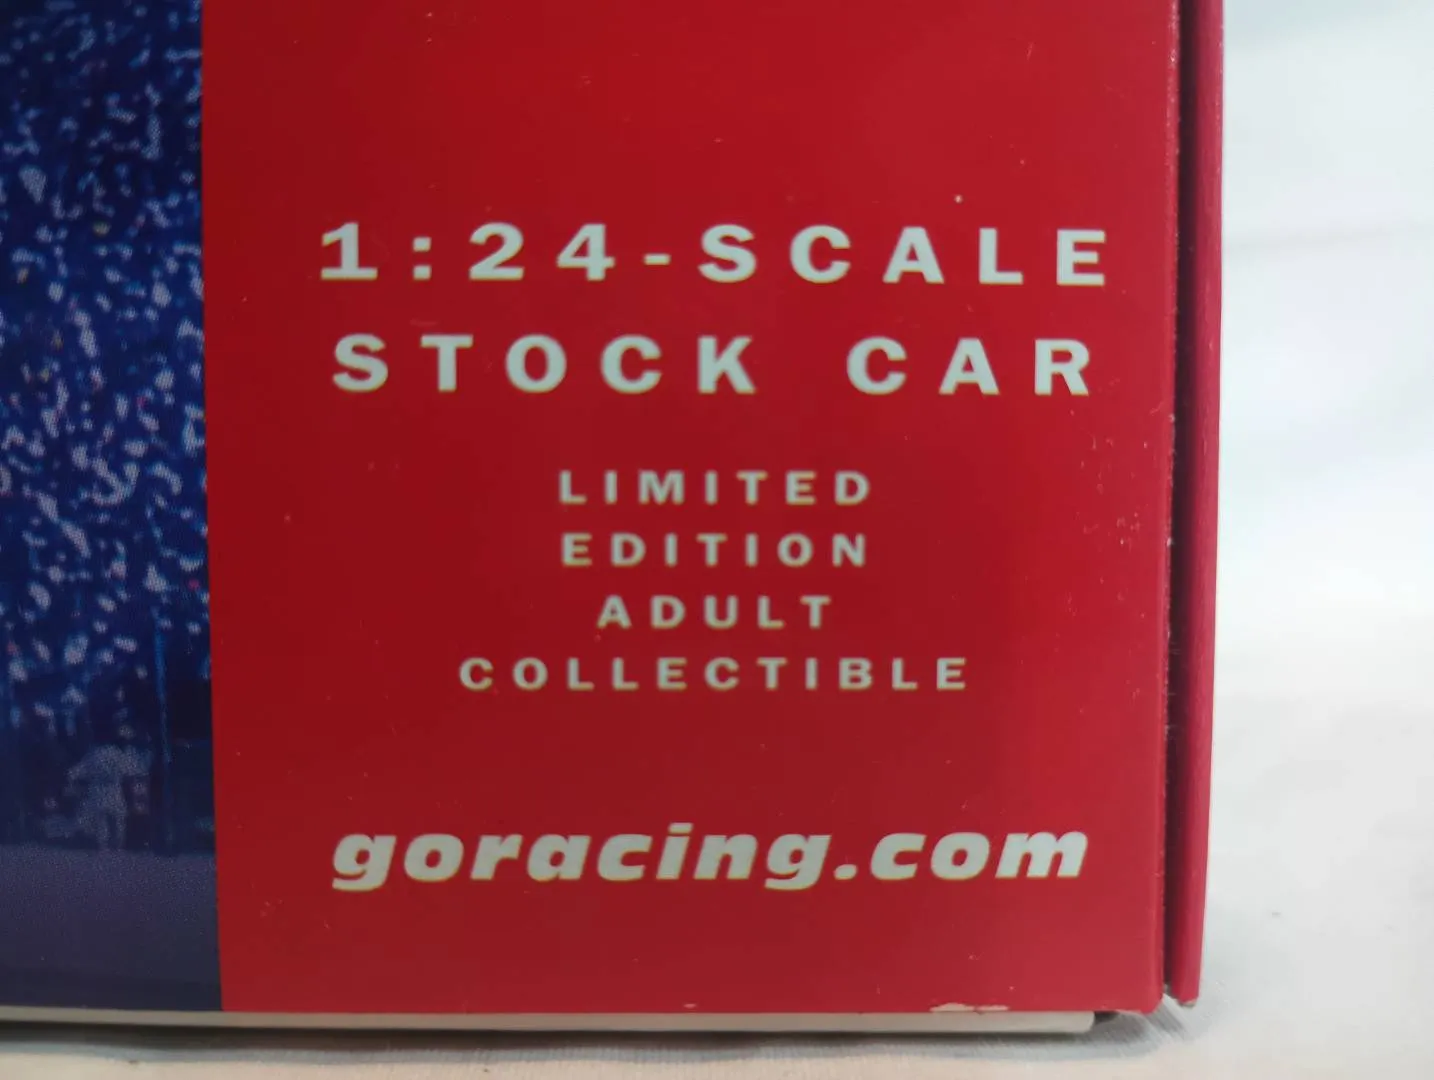 1:24-SCALE
STOCK CAR
LIMITED
EDITION
ADULT
COLLECTIBLE
goracing.com